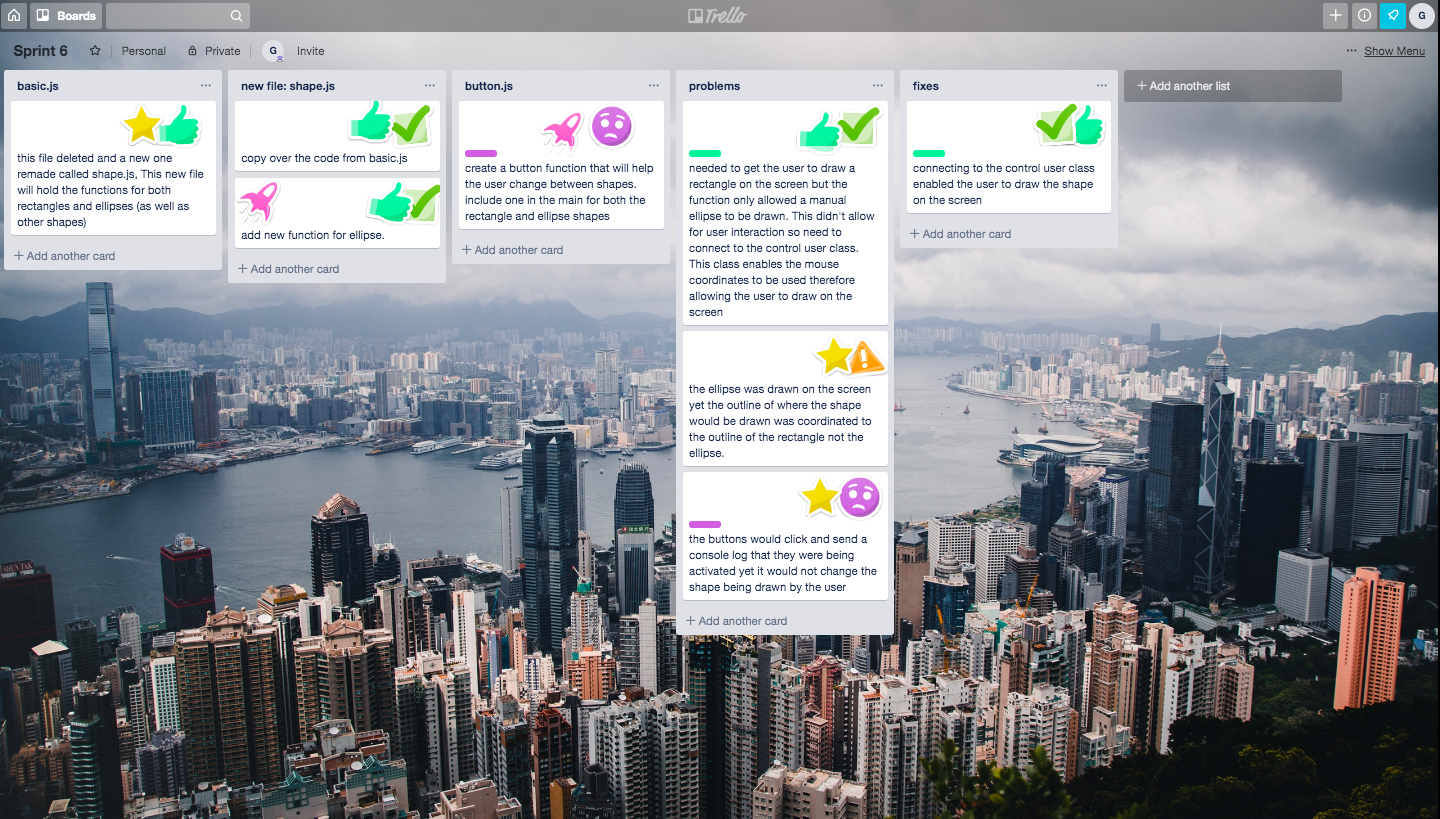 Boards
Trello
G
Sprint 6
Personal
Private
G
Invite
Show Menu
basic.js
this file deleted and a new one
remade called shape.js, This new file
will hold the functions for both
rectangles and ellipses (as well as
other shapes)
+ Add another card
new file: shape.js
copy over the code from basic.js
add new function for ellipse.
+ Add another card
button.js
create a button function that will help
the user change between shapes.
include one in the main for both the
rectangle and ellipse shapes
+ Add another card
problems
needed to get the user to draw a
rectangle on the screen but the
function only allowed a manual
ellipse to be drawn. This didn't allow
for user interaction so need to
connect to the control user class.
This class enables the mouse
coordinates to be used therefore
allowing the user to draw on the
screen
the ellipse was drawn on the screen
yet the outline of where the shape
would be drawn was coordinated to
the outline of the rectangle not the
ellipse.
the buttons would click and send a
console log that they were being
activated yet it would not change the
shape being drawn by the user
+ Add another card
fixes
connecting to the control user class
enabled the user to draw the shape
on the screen
+ Add another card
+ Add another list
SHUN TAK